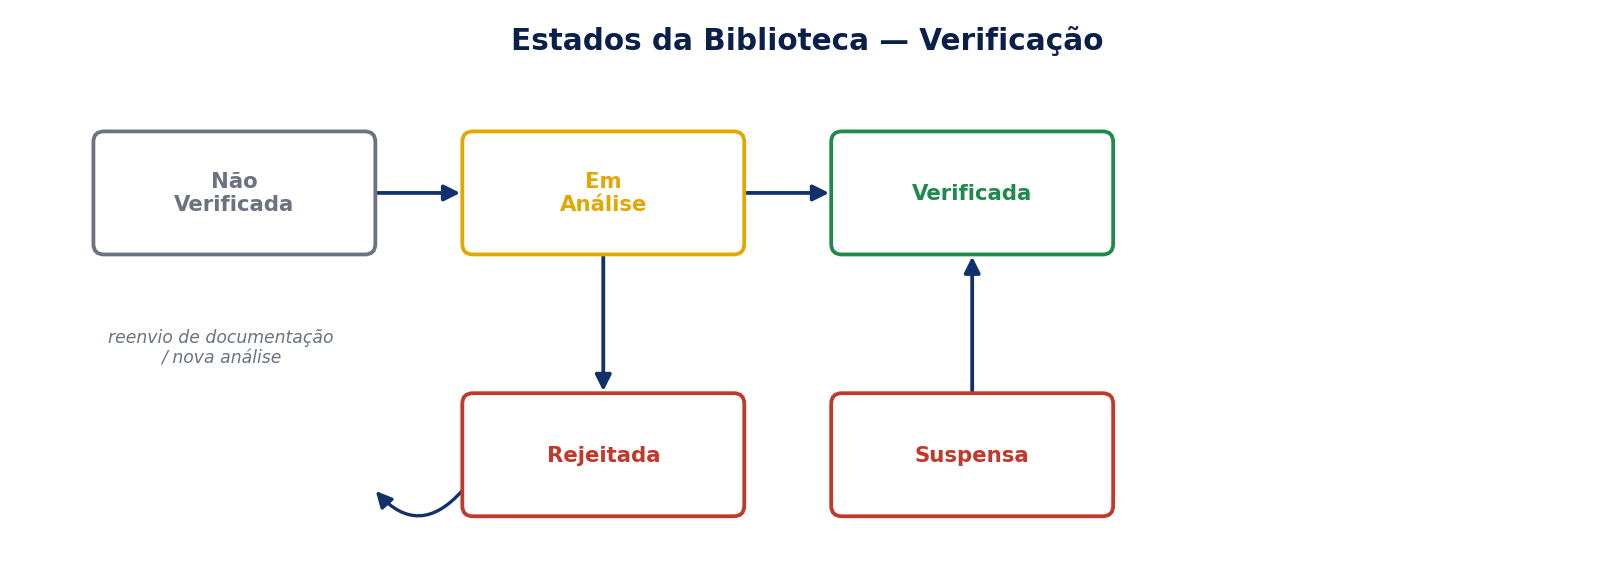 Estados da Biblioteca — Verificação
Não
Verificada
Em
Análise
Verificada
reenvio de documentação
/ nova análise
Rejeitada
Suspensa